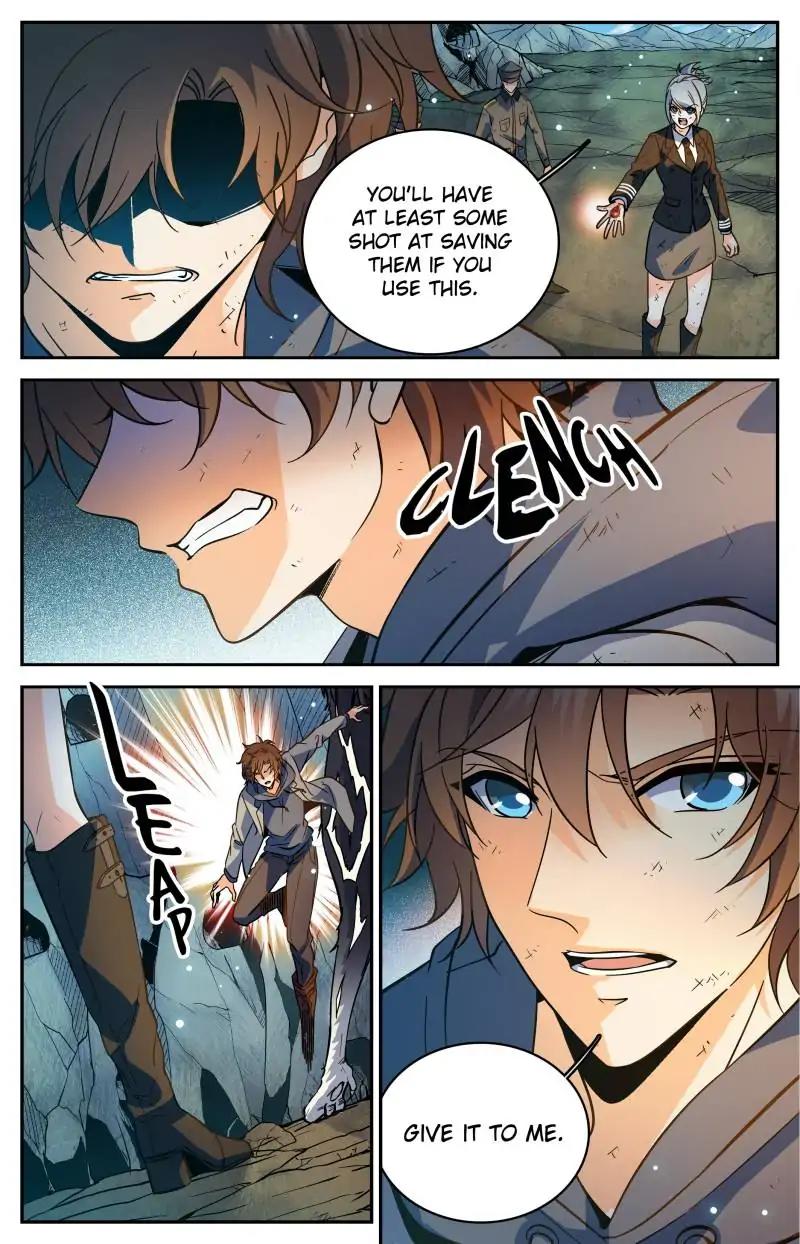 YOU'LL HAVE
AT LEAST SOME
SHOT AT SAVING
THEM IF YOU
USE THIS.
CLENCH
LEAP
GIVE IT TO ME.